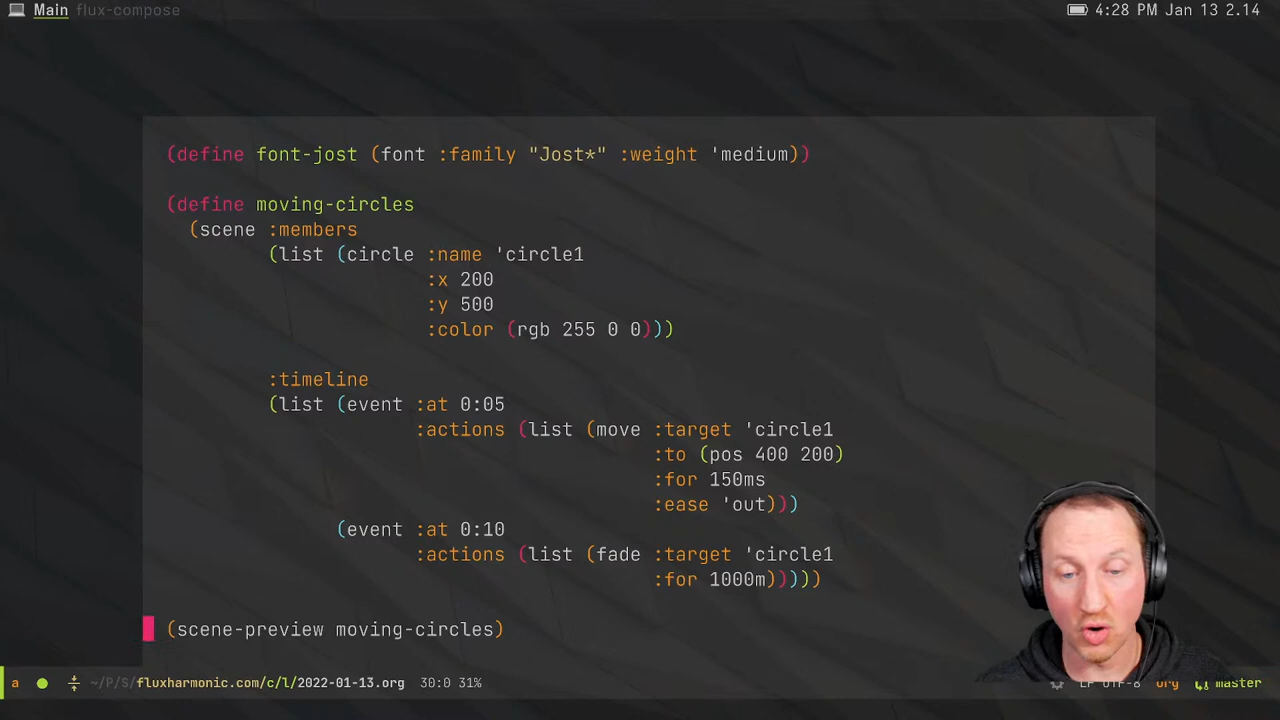 Main flux-compose
4:28 PM Jan 13 2.14
(define font-jost (font :family "Jost*" :weight 'medium))
(define moving-circles
(scene :members
(list (circle :name 'circle1
:x 200
:y 500
:color (rgb 255 0 0)))
:timeline
(list (event :at 0:05
:actions (list (move :target 'circle1
:to (pos 400 200)
:for 150ms
:ease 'out)))
(event :at 0:10
:actions (list (fade :target 'circle1
:for 1000m)))))
(scene-preview moving-circles)
a ~/P/S/fluxharmonic.com/c/l/2022-01-13.org 30:0 31% LF UTF-8 org master